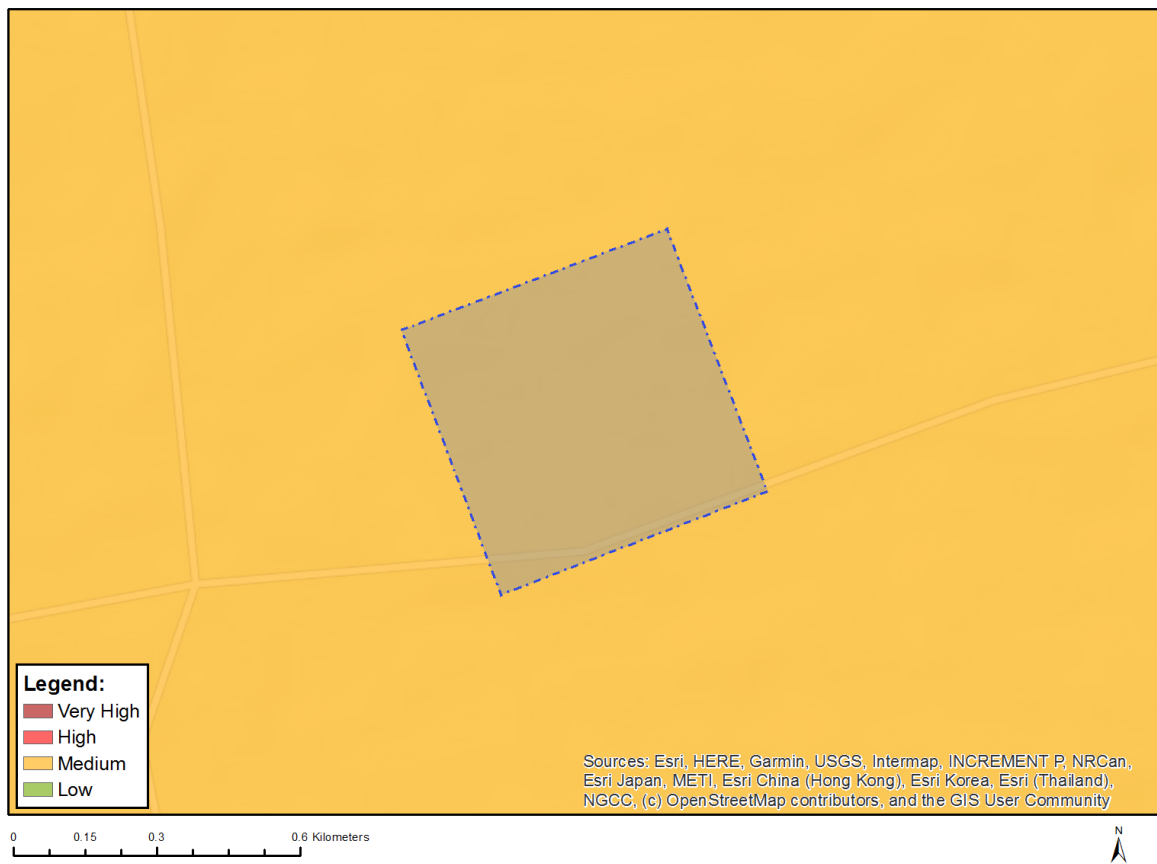 Legend:
Very High
High
Medium
Low
Sources: Esri, HERE, Garmin, USGS, Intermap, INCREMENT P, NRCan,
Esri Japan, METI, Esri China (Hong Kong), Esri Korea, Esri (Thailand),
NGCC, (c) OpenStreetMap contributors, and the GIS User Community
0 0.15 0.3 0.6 Kilometers
N